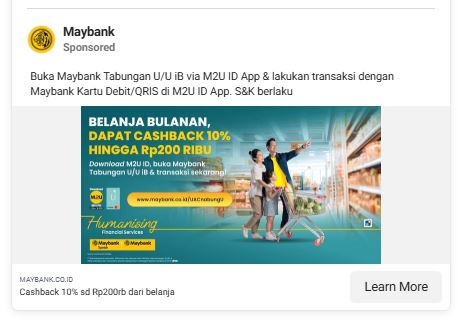 Maybank
Sponsored
Buka Maybank Tabungan U/U iB via M2U ID App & lakukan transaksi dengan
Maybank Kartu Debit/QRIS di M2U ID App. S&K berlaku
BELANJA BULANAN,
DAPAT CASHBACK 10%
HINGGA Rp200 RIBU
Download M2U ID, buka Maybank
Tabungan U/U iB & transaksi sekarang!
M2U
www.maybank.co.id/UXCnabungU
Humanising
Financial Services
Maybank Maybank
MAYBANK.CO.ID
Cashback 10% sd Rp200rb dari belanja
Learn More